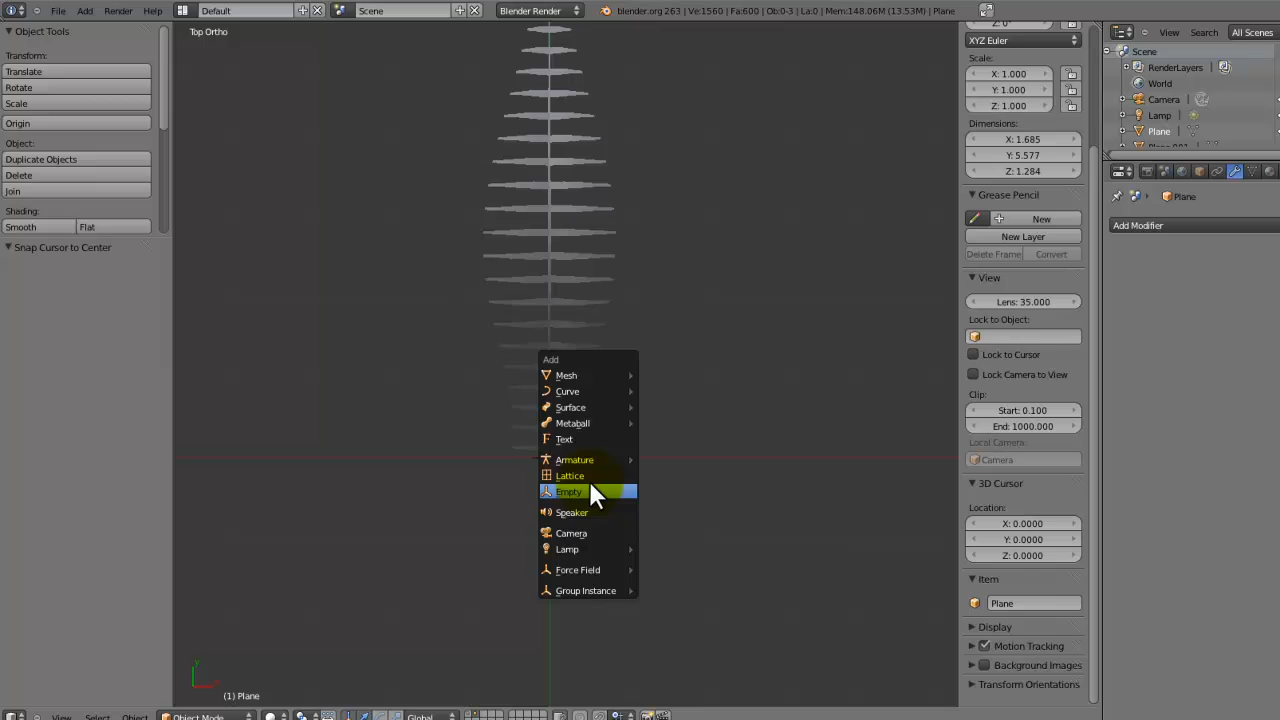 File Add Render Help Default Scene Blender Render blender.org 263 | Ve:1560 | Fa:600 | Ob:0-3 | La:0 | Mem:148.06M (13.53M) | Plane
Object Tools
Transform:
Translate
Rotate
Scale
Origin
Object:
Duplicate Objects
Delete
Join
Shading:
Smooth Flat
Snap Cursor to Center
Top Ortho
Add
Mesh
Curve
Surface
Metaball
Text
Armature
Lattice
Empty
Speaker
Camera
Lamp
Force Field
Group Instance
(1) Plane
View Select Object Object Mode Global
XYZ Euler
Scale:
X: 1.000
Y: 1.000
Z: 1.000
Dimensions:
X: 1.685
Y: 5.577
Z: 1.284
Grease Pencil
New
New Layer
Delete Frame Convert
View
Lens: 35.000
Lock to Object:
Lock to Cursor
Lock Camera to View
Clip:
Start: 0.100
End: 1000.000
Local Camera:
Camera
3D Cursor
Location:
X: 0.0000
Y: 0.0000
Z: 0.0000
Item
Plane
Display
Motion Tracking
Background Images
Transform Orientations
View Search All Scenes
Scene
RenderLayers
World
Camera
Lamp
Plane
Plane
Add Modifier